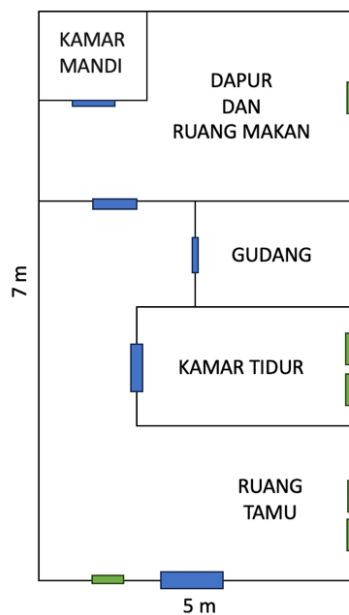 KAMAR
MANDI
DAPUR
DAN
RUANG MAKAN
GUDANG
7 m
KAMAR TIDUR
RUANG
TAMU
5 m